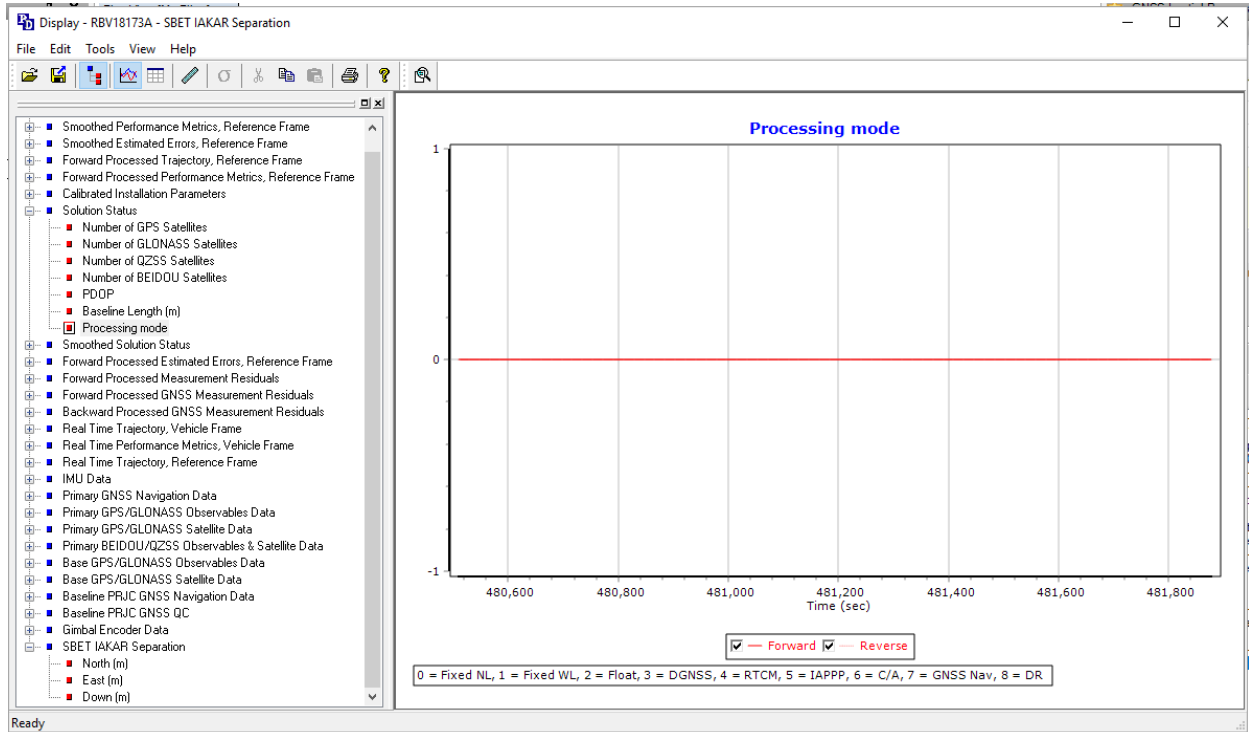 Display - RBV18173A - SBET IAKAR Separation
File Edit Tools View Help
Smoothed Performance Metrics, Reference Frame
Smoothed Estimated Errors, Reference Frame
Forward Processed Trajectory, Reference Frame
Forward Processed Performance Metrics, Reference Frame
Calibrated Installation Parameters
Solution Status
Number of GPS Satellites
Number of GLONASS Satellites
Number of QZSS Satellites
Number of BEIDOU Satellites
PDOP
Baseline Length (m)
Processing mode
Smoothed Solution Status
Forward Processed Estimated Errors, Reference Frame
Forward Processed Measurement Residuals
Forward Processed GNSS Measurement Residuals
Backward Processed GNSS Measurement Residuals
Real Time Trajectory, Vehicle Frame
Real Time Performance Metrics, Vehicle Frame
Real Time Trajectory, Reference Frame
IMU Data
Primary GNSS Navigation Data
Primary GPS/GLONASS Observables Data
Primary GPS/GLONASS Satellite Data
Primary BEIDOU/QZSS Observables & Satellite Data
Base GPS/GLONASS Observables Data
Base GPS/GLONASS Satellite Data
Baseline PRJC GNSS Navigation Data
Baseline PRJC GNSS QC
Gimbal Encoder Data
SBET IAKAR Separation
North (m)
East (m)
Down (m)
Processing mode
1
0
-1
480,600 480,800 481,000 481,200 481,400 481,600 481,800
Time (sec)
Forward Reverse
0 = Fixed NL, 1 = Fixed WL, 2 = Float, 3 = DGNSS, 4 = RTCM, 5 = IAPPP, 6 = C/A, 7 = GNSS Nav, 8 = DR
Ready